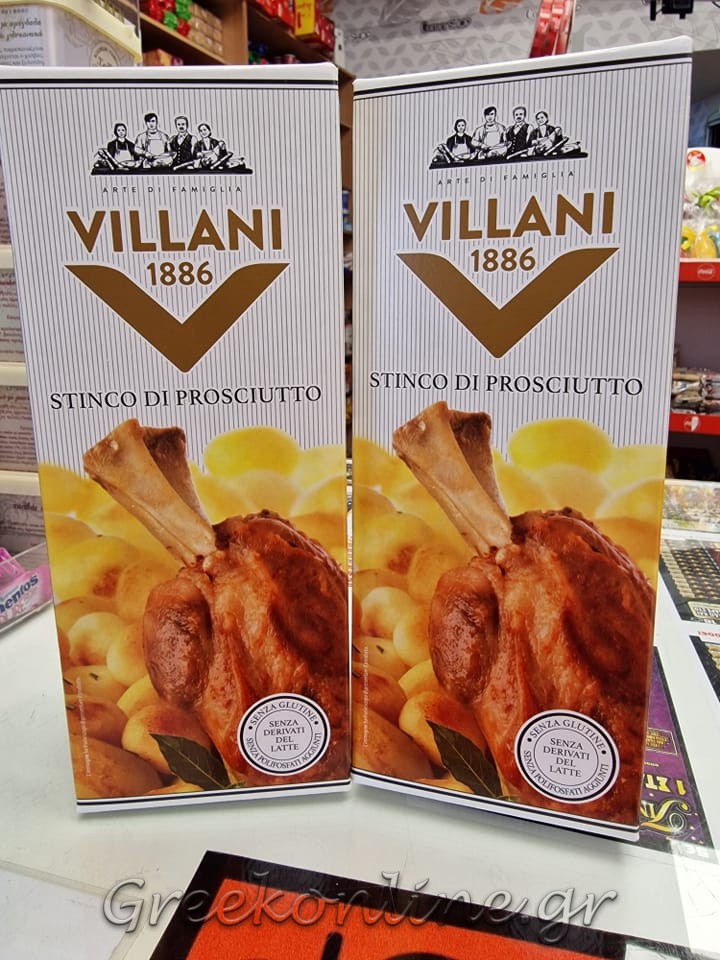 ARTE DI FAMIGLIA
VILLANI
1886
STINCO DI PROSCIUTTO
SENZA GLUTINE
SENZA
DERIVATI
DEL
LATTE
SENZA POLIFOSFATI AGGIUNTI
ARTE DI FAMIGLIA
VILLANI
1886
STINCO DI PROSCIUTTO
SENZA GLUTINE
SENZA
DERIVATI
DEL
LATTE
SENZA POLIFOSFATI AGGIUNTI
mentos
Greekonline.gr